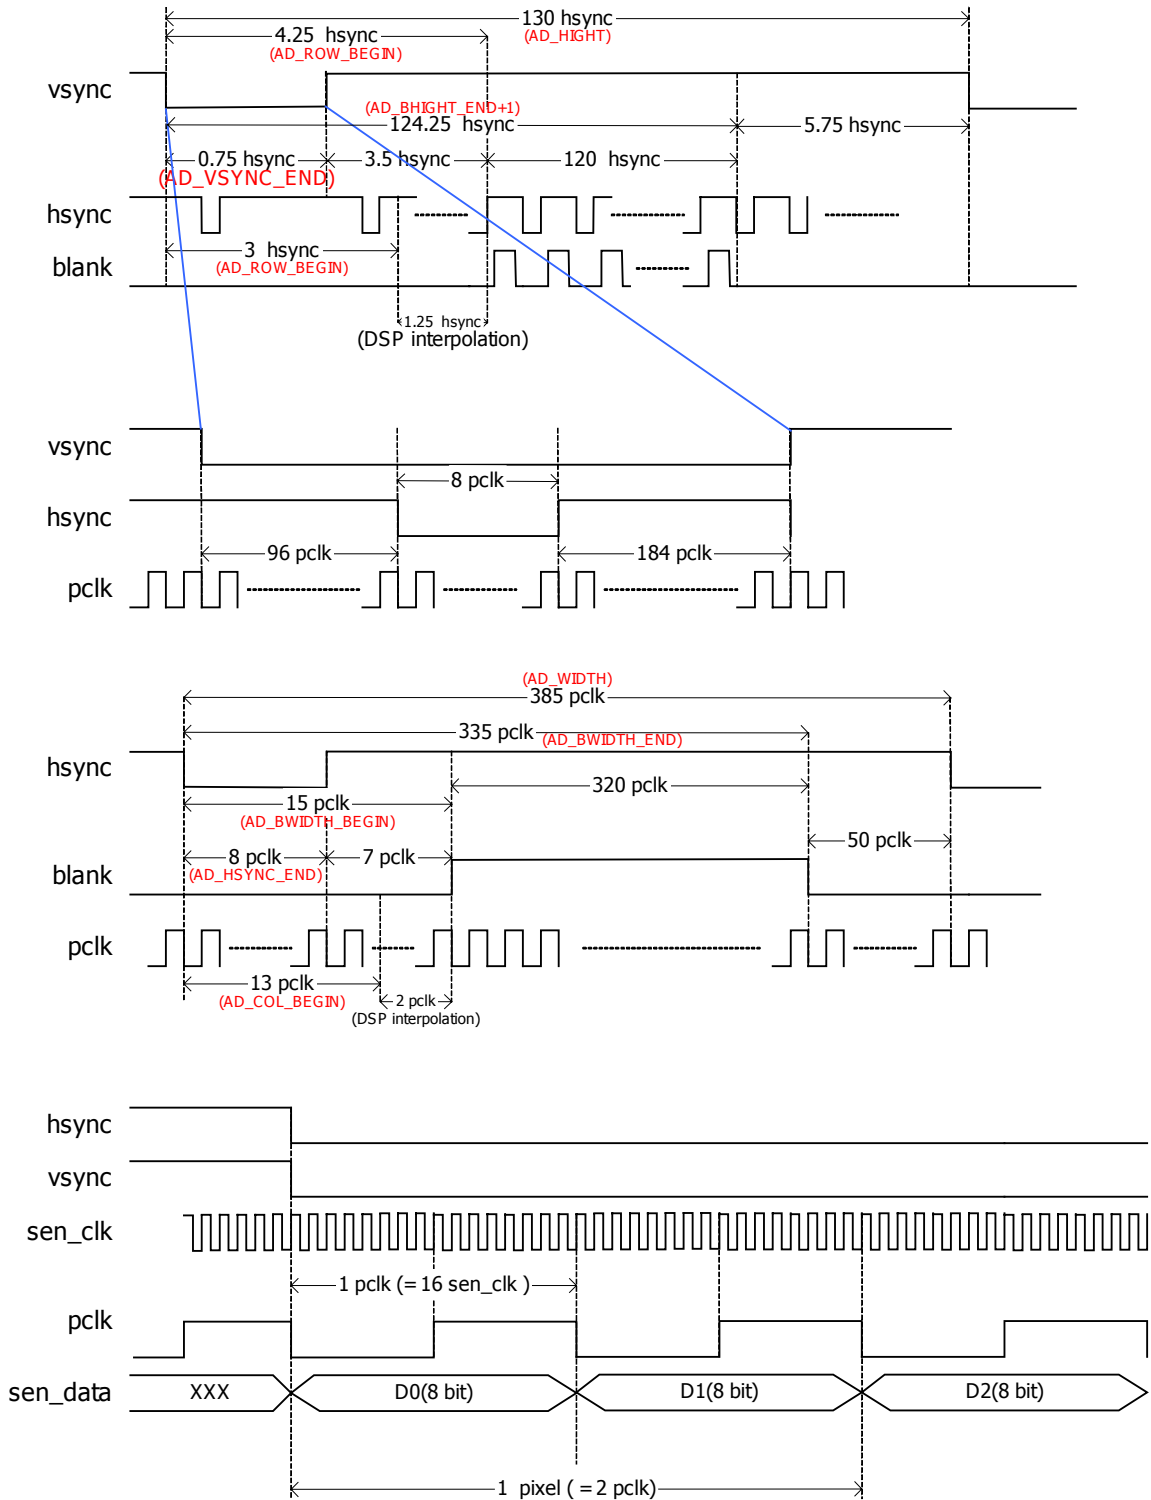 130 hsync
(AD_HIGHT)
4.25 hsync
(AD_ROW_BEGIN)
vsync
(AD_BHIGHT_END+1)
124.25 hsync
5.75 hsync
0.75 hsync
3.5 hsync
120 hsync
(AD_VSYNC_END)
hsync
3 hsync
(AD_ROW_BEGIN)
blank
1.25 hsync
(DSP interpolation)
vsync
8 pclk
hsync
96 pclk
184 pclk
pclk
(AD_WIDTH)
385 pclk
335 pclk
(AD_BWIDTH_END)
hsync
320 pclk
15 pclk
(AD_BWIDTH_BEGIN)
50 pclk
8 pclk
7 pclk
(AD_HSYNC_END)
blank
pclk
13 pclk
(AD_COL_BEGIN)
2 pclk
(DSP interpolation)
hsync
vsync
sen_clk
1 pclk (=16 sen_clk )
pclk
sen_data
XXX
D0(8 bit)
D1(8 bit)
D2(8 bit)
1 pixel ( =2 pclk)